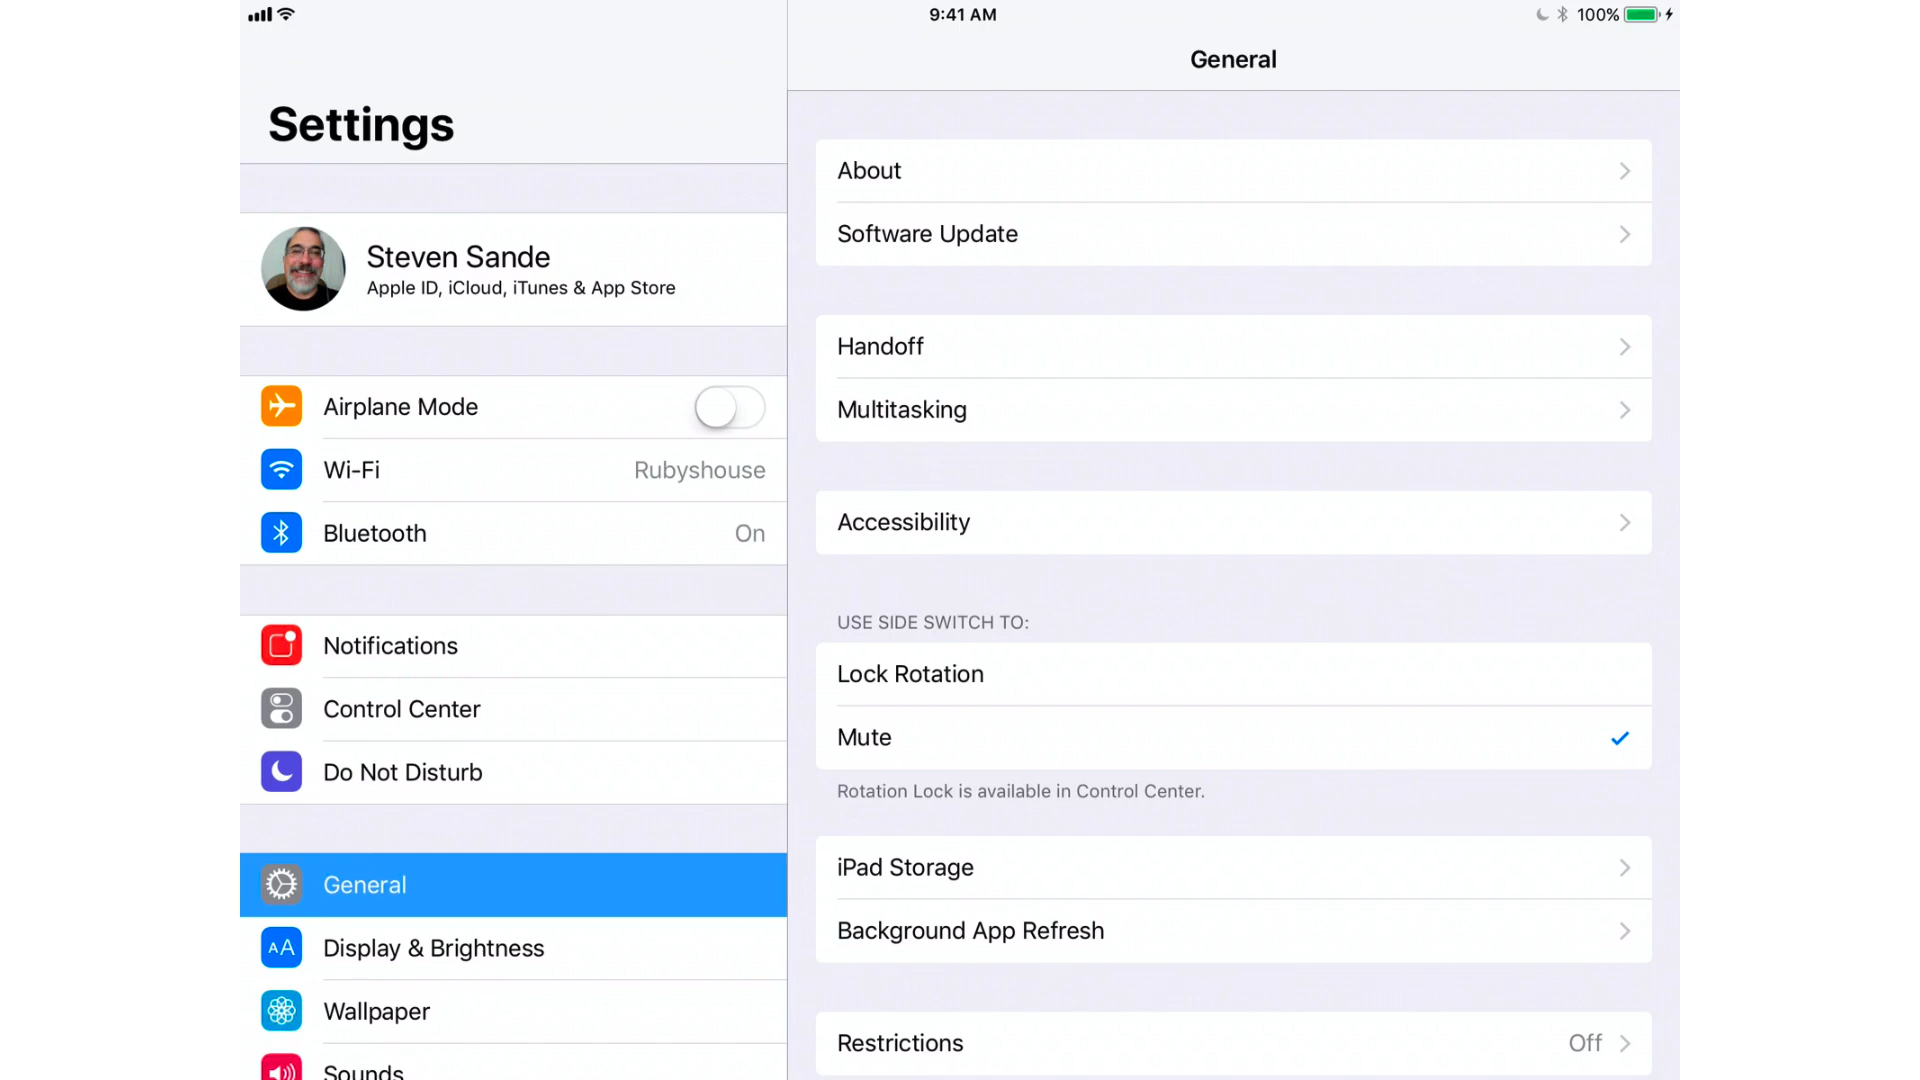 9:41 AM
100%
Settings
Steven Sande
Apple ID, iCloud, iTunes & App Store
Airplane Mode
Wi-Fi Rubyshouse
Bluetooth On
Notifications
Control Center
Do Not Disturb
General
AA Display & Brightness
Wallpaper
Sounds
General
About
Software Update
Handoff
Multitasking
Accessibility
USE SIDE SWITCH TO:
Lock Rotation
Mute
Rotation Lock is available in Control Center.
iPad Storage
Background App Refresh
Restrictions Off